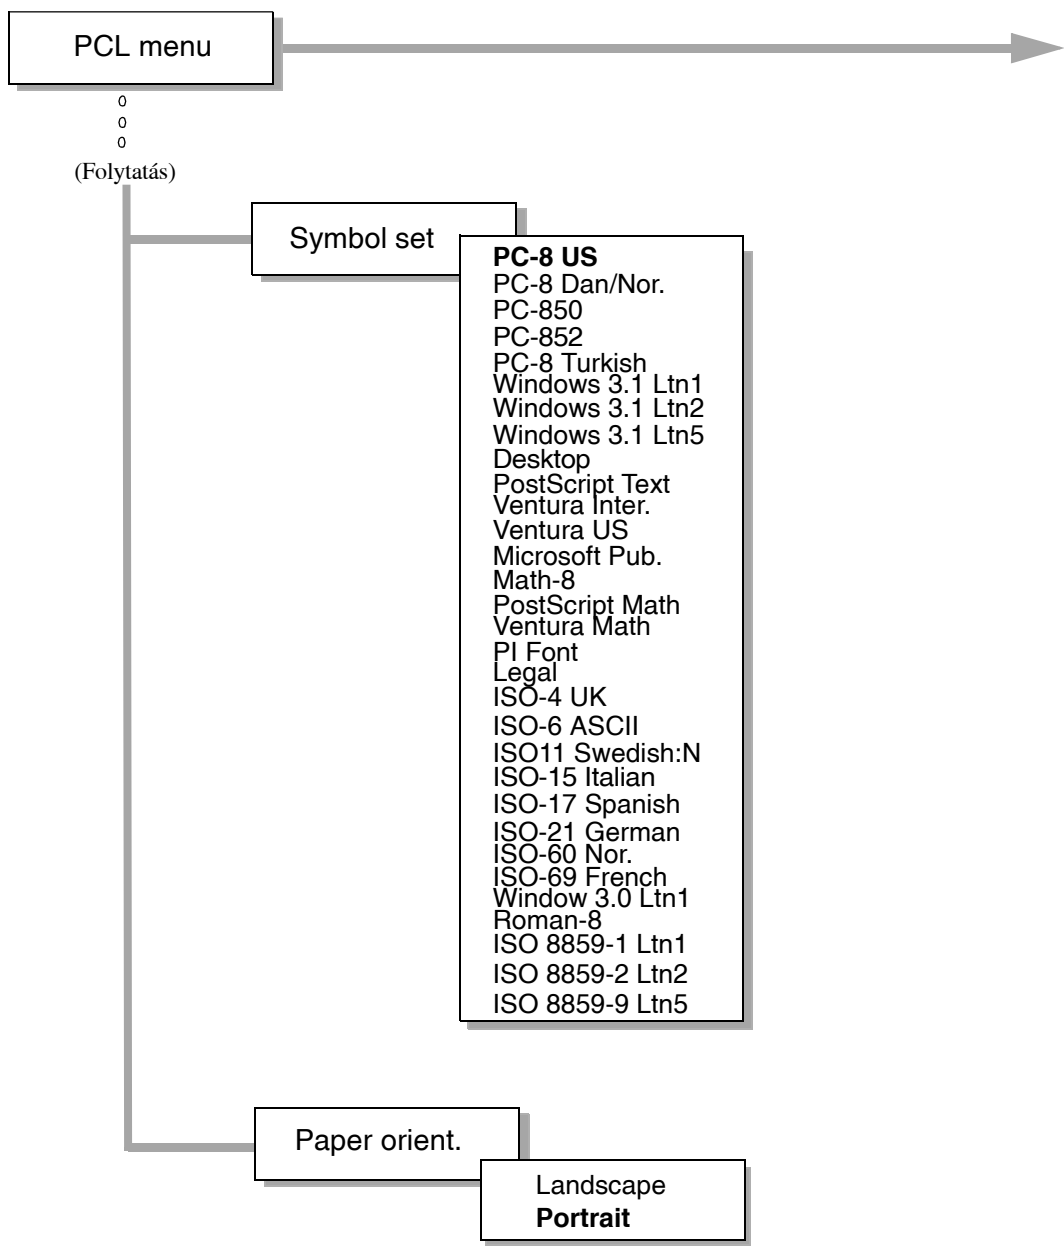 PCL menu
(Folytatás)
Symbol set
PC-8 US
PC-8 Dan/Nor.
PC-850
PC-852
PC-8 Turkish
Windows 3.1 Ltn1
Windows 3.1 Ltn2
Windows 3.1 Ltn5
Desktop
PostScript Text
Ventura Inter.
Ventura US
Microsoft Pub.
Math-8
PostScript Math
Ventura Math
PI Font
Legal
ISO-4 UK
ISO-6 ASCII
ISO11 Swedish:N
ISO-15 Italian
ISO-17 Spanish
ISO-21 German
ISO-60 Nor.
ISO-69 French
Window 3.0 Ltn1
Roman-8
ISO 8859-1 Ltn1
ISO 8859-2 Ltn2
ISO 8859-9 Ltn5
Paper orient.
Landscape
Portrait